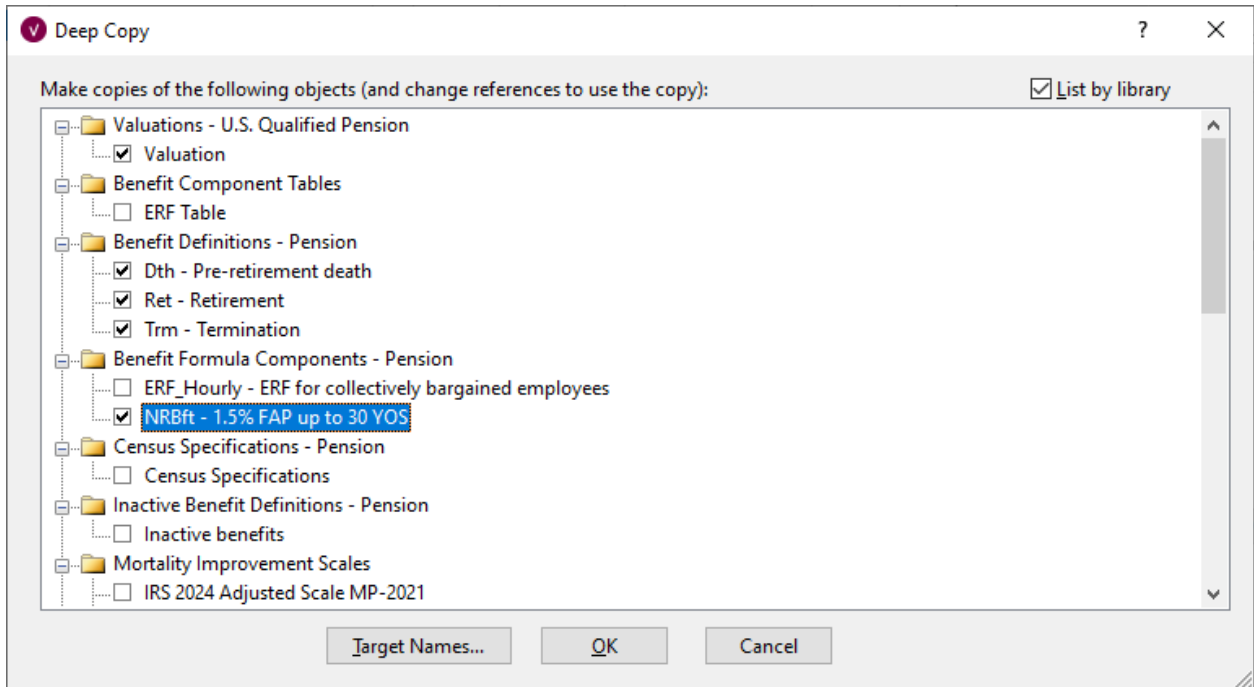 V Deep Copy ?
Make copies of the following objects (and change references to use the copy): List by library
Valuations - U.S. Qualified Pension
Valuation
Benefit Component Tables
ERF Table
Benefit Definitions - Pension
Dth - Pre-retirement death
Ret - Retirement
Trm - Termination
Benefit Formula Components - Pension
ERF_Hourly - ERF for collectively bargained employees
NRBft - 1.5% FAP up to 30 YOS
Census Specifications - Pension
Census Specifications
Inactive Benefit Definitions - Pension
Inactive benefits
Mortality Improvement Scales
IRS 2024 Adjusted Scale MP-2021
Target Names... OK Cancel